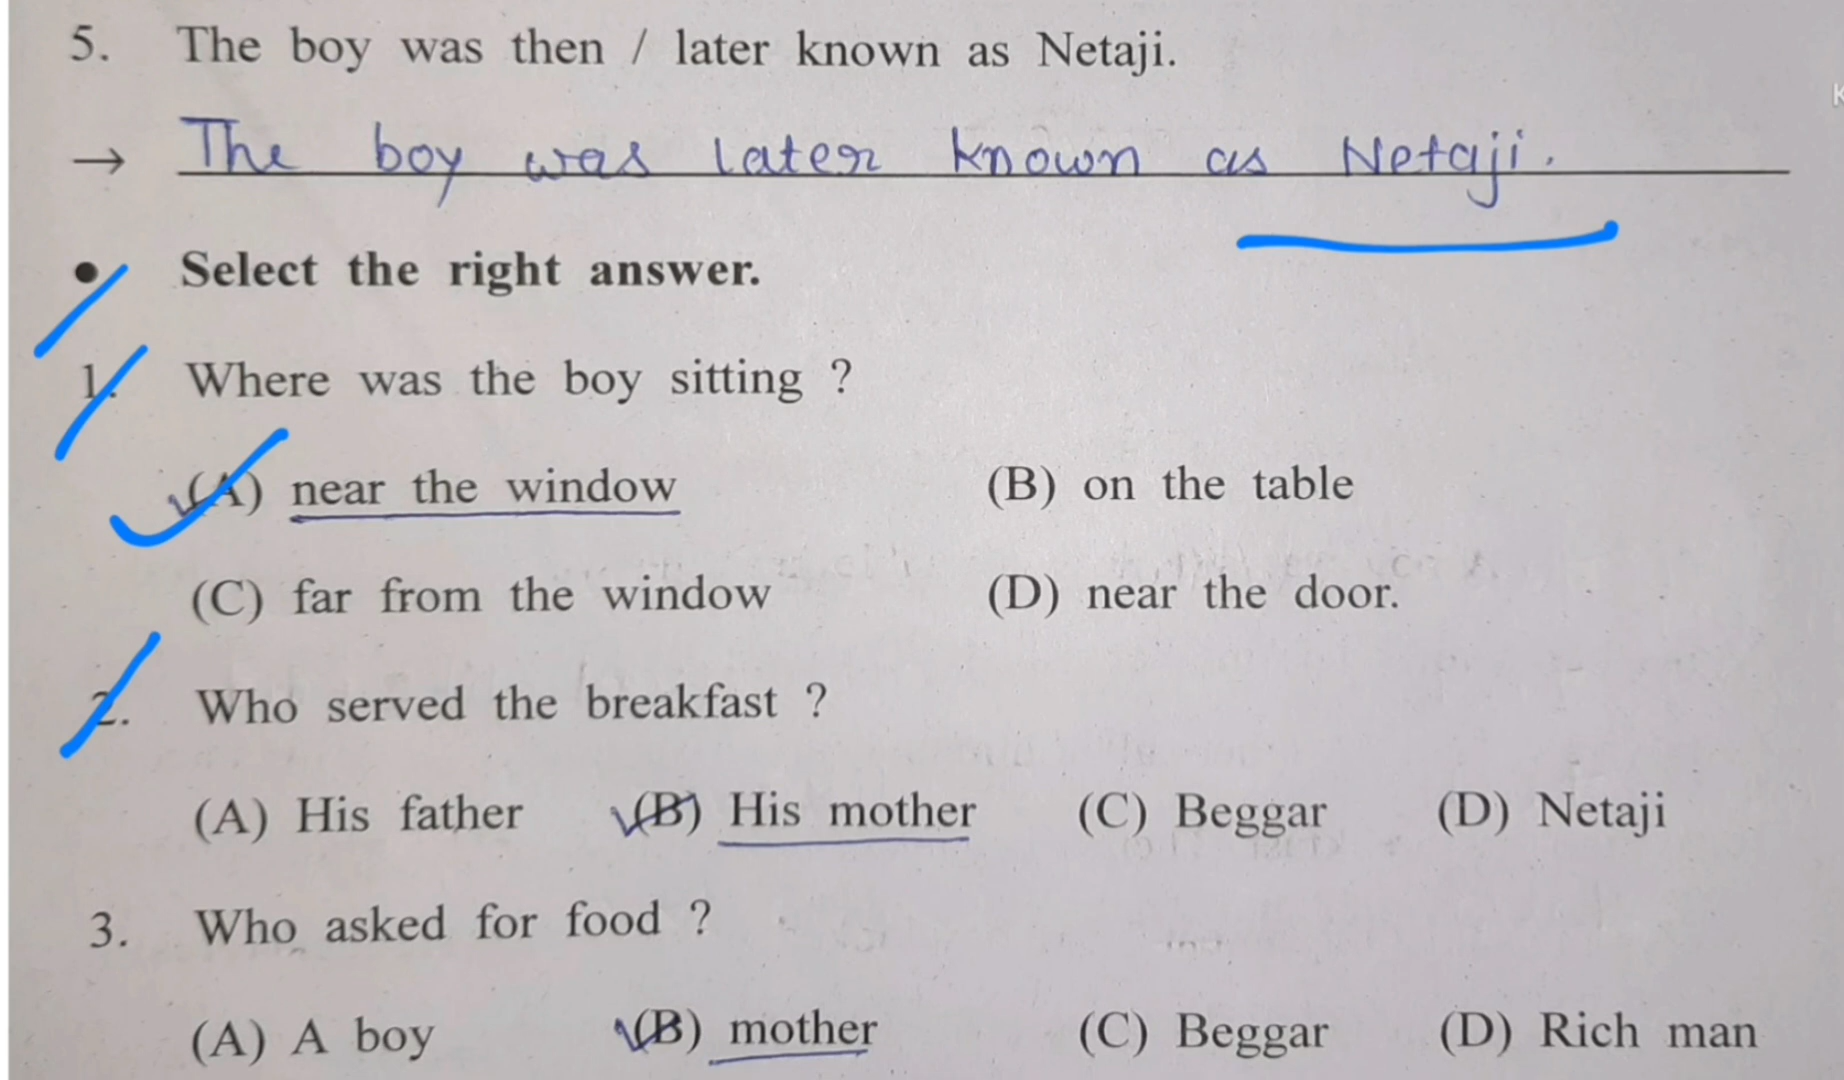 5. The boy was then / later known as Netaji.
→ The boy was later known as Netaji.
• Select the right answer.
1. Where was the boy sitting ?
(A) near the window (B) on the table
(C) far from the window (D) near the door.
2. Who served the breakfast ?
(A) His father (B) His mother (C) Beggar (D) Netaji
3. Who asked for food ?
(A) A boy (B) mother (C) Beggar (D) Rich man